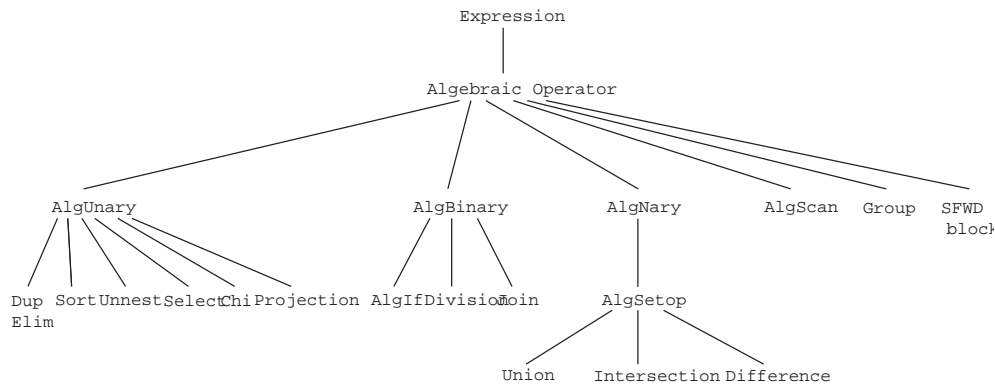 Expression
Algebraic Operator
AlgUnary AlgBinary AlgNary AlgScan Group SFWD
block
Dup Sort Unnest Select Chi Projection AlgIf Division Join AlgSetop
Elim
Union Intersection Difference